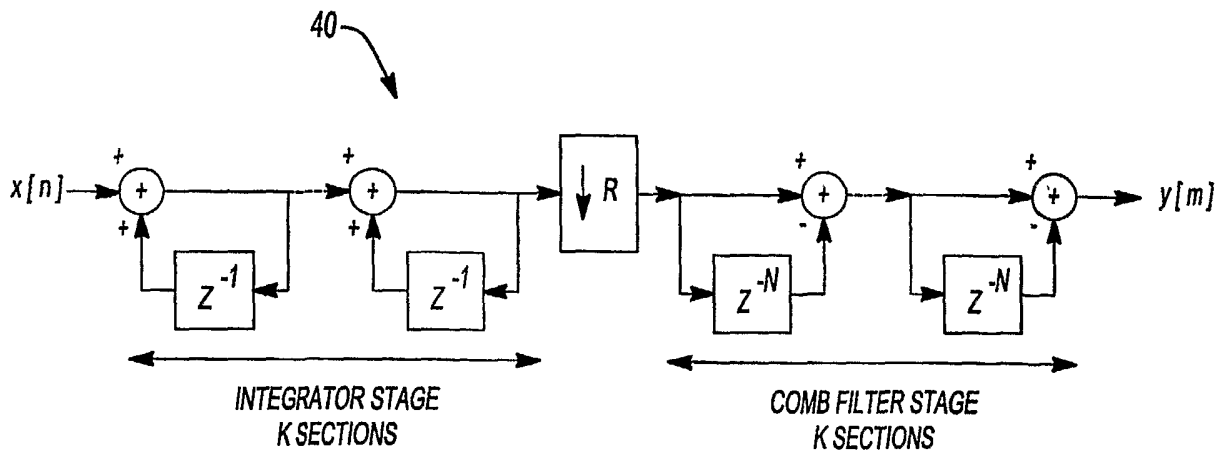 40
+ + + +
x[n] + + R + + y[m]
+ + - -
Z⁻¹ Z⁻¹ Z⁻ᴺ Z⁻ᴺ
INTEGRATOR STAGE COMB FILTER STAGE
K SECTIONS K SECTIONS